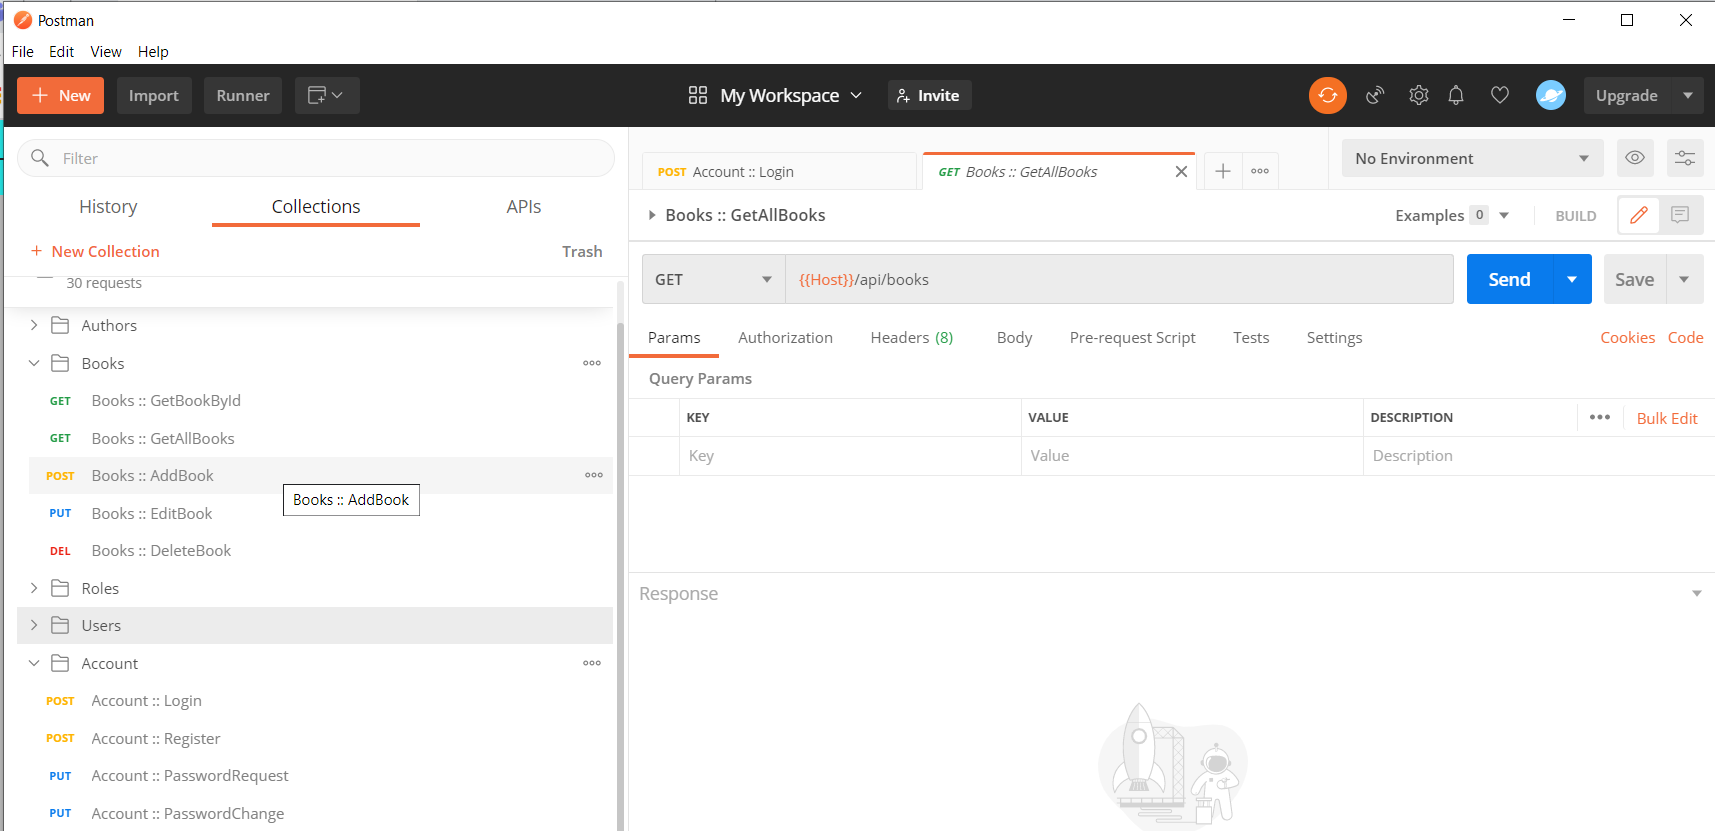 Postman
File Edit View Help
New Import Runner My Workspace Invite Upgrade
Filter
History Collections APIs
New Collection Trash
30 requests
Authors
Books
GET Books :: GetBookById
GET Books :: GetAllBooks
POST Books :: AddBook
Books :: AddBook
PUT Books :: EditBook
DEL Books :: DeleteBook
Roles
Users
Account
POST Account :: Login
POST Account :: Register
PUT Account :: PasswordRequest
PUT Account :: PasswordChange
POST Account :: Login GET Books :: GetAllBooks No Environment
Books :: GetAllBooks Examples 0 BUILD
GET {{Host}}/api/books Send Save
Params Authorization Headers (8) Body Pre-request Script Tests Settings Cookies Code
Query Params
KEY VALUE DESCRIPTION Bulk Edit
Key Value Description
Response